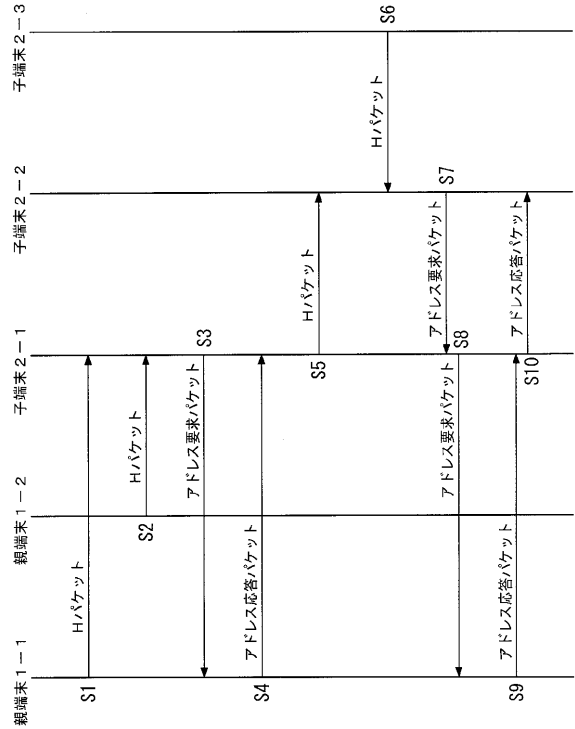 親端末1－1
親端末1－2
子端末2－1
子端末2－2
子端末2－3
S1
Hパケット
S2
Hパケット
S3
アドレス要求パケット
S4
アドレス応答パケット
S5
Hパケット
S6
Hパケット
S7
アドレス要求パケット
S8
アドレス要求パケット
S9
アドレス応答パケット
S10
アドレス応答パケット